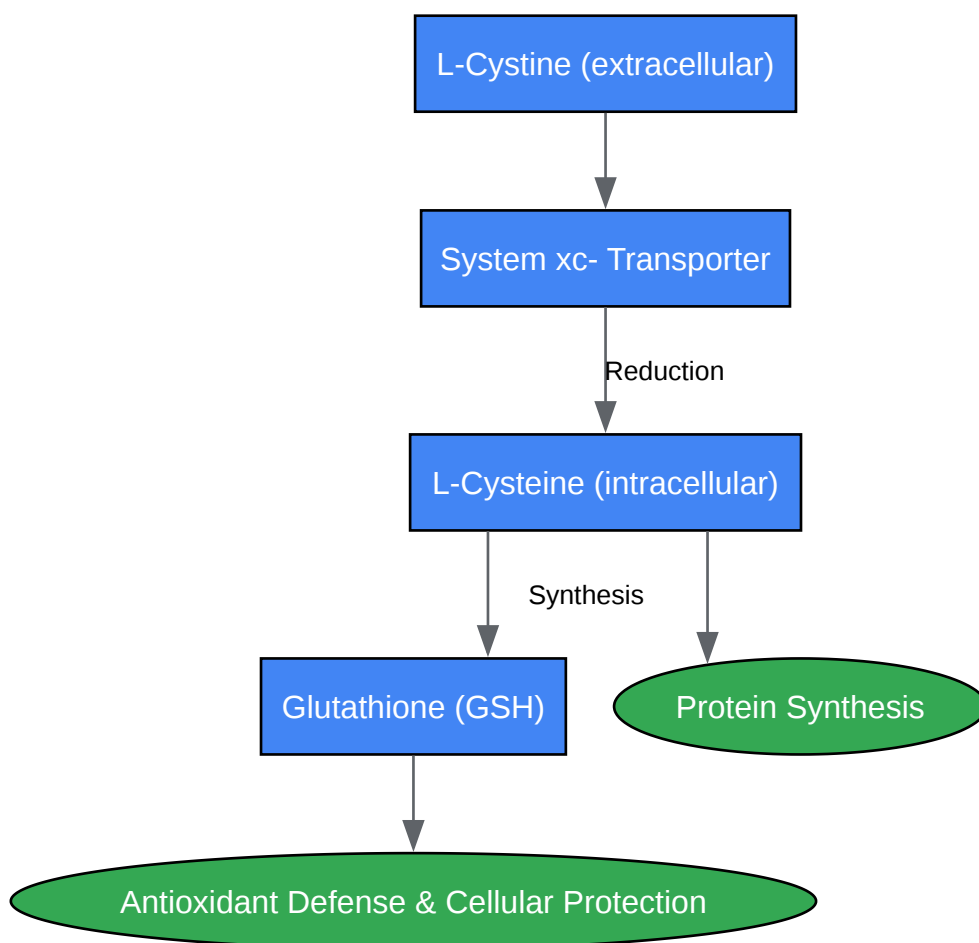 L-Cystine (extracellular)
System xc- Transporter
Reduction
L-Cysteine (intracellular)
Synthesis
Glutathione (GSH)
Protein Synthesis
Antioxidant Defense & Cellular Protection